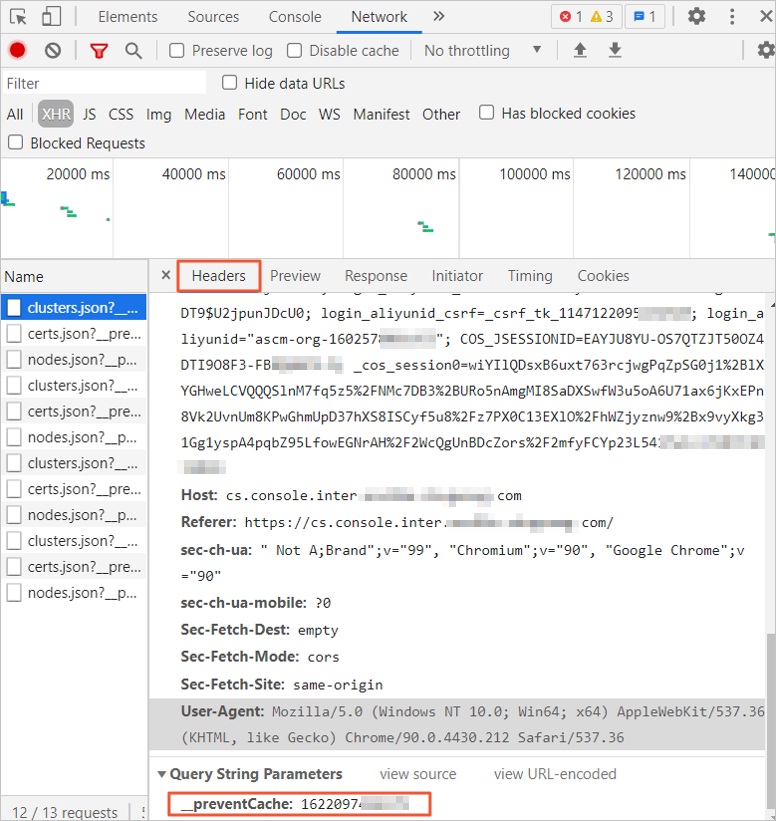 Elements Sources Console Network 1 3 1
Preserve log Disable cache No throttling
Filter Hide data URLs
All XHR JS CSS Img Media Font Doc WS Manifest Other Has blocked cookies
Blocked Requests
20000 ms 40000 ms 60000 ms 80000 ms 100000 ms 120000 ms 14000
Name
clusters.json?__...
certs.json?__pre...
nodes.json?__p...
clusters.json?__...
certs.json?__pre...
nodes.json?__p...
clusters.json?__...
certs.json?__pre...
nodes.json?__p...
clusters.json?__...
certs.json?__pre...
nodes.json?__p...
12 / 13 requests
Headers Preview Response Initiator Timing Cookies
DT9$U2jpunJDcU0; login_aliyunid_csrf=_csrf_tk_1147122095 ; login_a
liyunid="ascm-org-160257 "; COS_JSESSIONID=EAYJU8YU-OS7QTZJT50OZ4
DTI9O8F3-FB _cos_session0=wiYIlQDsxB6uxt763rcjwgPqZpSG0j1%2BlX
YGHweLCVQQQSlnM7fq5z5%2FNMc7DB3%2BURo5nAmgMI8SaDXSwfW3u5oA6U71ax6jKxEPn
8Vk2UvnUm8KPwGhmUpD37hXS8ISCyf5u8%2Fz7PX0C13EXlO%2FhWZjyznw9%2Bx9vyXkg3
1Gg1yspA4pqbZ95LfowEGNrAH%2F2WcQgUnBDcZors%2F2mfyFCYp23L54
Host: cs.console.inter. com
Referer: https://cs.console.inter. com/
sec-ch-ua: " Not A;Brand";v="99", "Chromium";v="90", "Google Chrome";v
="90"
sec-ch-ua-mobile: ?0
Sec-Fetch-Dest: empty
Sec-Fetch-Mode: cors
Sec-Fetch-Site: same-origin
User-Agent: Mozilla/5.0 (Windows NT 10.0; Win64; x64) AppleWebKit/537.36
(KHTML, like Gecko) Chrome/90.0.4430.212 Safari/537.36
Query String Parameters view source view URL-encoded
__preventCache: 1622097